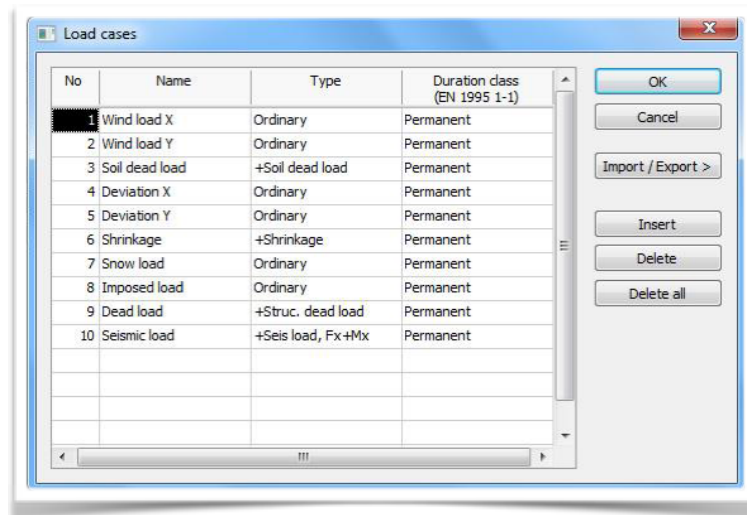 Load cases
No Name Type Duration class
(EN 1995 1-1)
1 Wind load X Ordinary Permanent
2 Wind load Y Ordinary Permanent
3 Soil dead load +Soil dead load Permanent
4 Deviation X Ordinary Permanent
5 Deviation Y Ordinary Permanent
6 Shrinkage +Shrinkage Permanent
7 Snow load Ordinary Permanent
8 Imposed load Ordinary Permanent
9 Dead load +Struc. dead load Permanent
10 Seismic load +Seis load, Fx+Mx Permanent
OK
Cancel
Import / Export >
Insert
Delete
Delete all